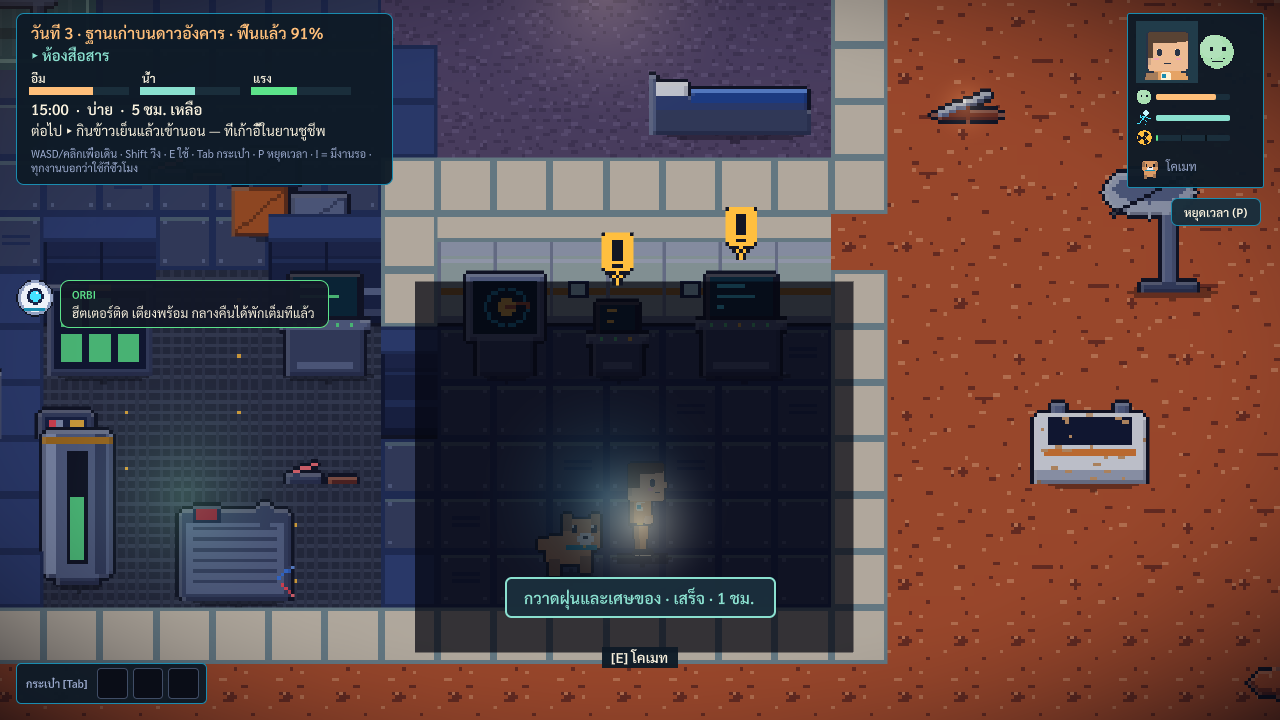 วันที่ 3 · ฐานเก่าบนดาวอังคาร · ฟื้นแล้ว 91%
▸ ห้องสื่อสาร
อิ่ม น้ำ แรง
15:00 · บ่าย · 5 ชม. เหลือ
ต่อไป ▸ กินข้าวเย็นแล้วเข้านอน — ที่เก้าอี้ในยานชูชีพ
WASD/คลิกเพื่อเดิน · Shift วิ่ง · E ใช้ · Tab กระเป๋า · P หยุดเวลา · ! = มีงานรอ ·
ทุกงานบอกว่าใช้กี่ชั่วโมง
โคเมท
หยุดเวลา (P)
ORBI
ฮีตเตอร์ติด เตียงพร้อม กลางคืนได้พักเต็มที่แล้ว
กวาดฝุ่นและเศษของ · เสร็จ · 1 ชม.
[E] โคเมท
กระเป๋า [Tab]